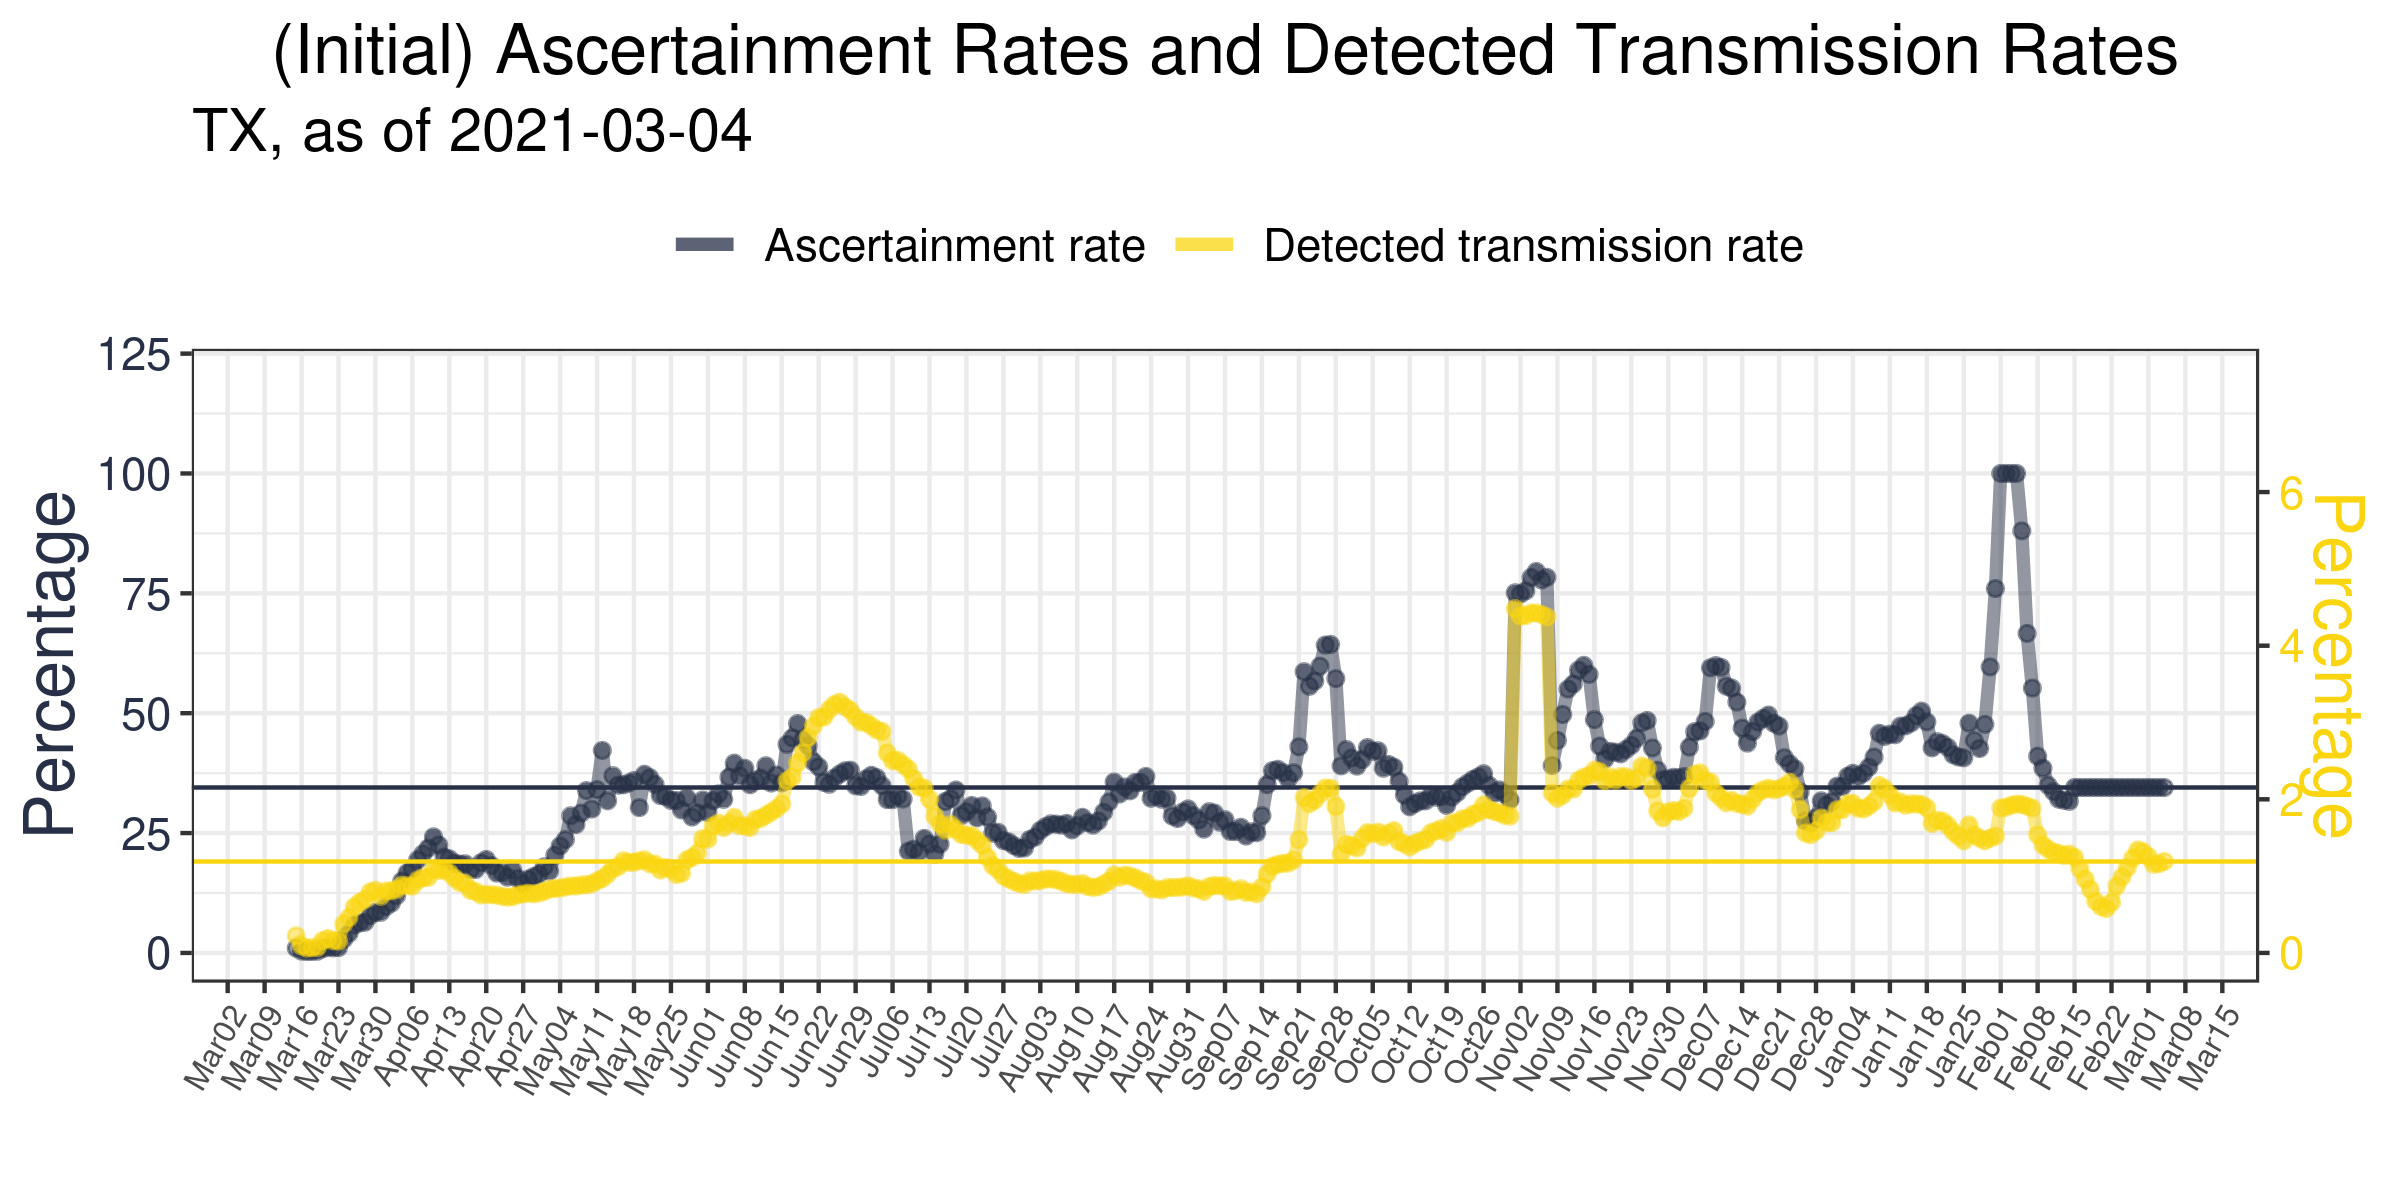 (Initial) Ascertainment Rates and Detected Transmission Rates
TX, as of 2021-03-04
Ascertainment rate
Detected transmission rate
Percentage
125
100
75
50
25
0
6
4
2
0
Percentage
Mar02
Mar09
Mar16
Mar23
Mar30
Apr06
Apr13
Apr20
Apr27
May04
May11
May18
May25
Jun01
Jun08
Jun15
Jun22
Jun29
Jul06
Jul13
Jul20
Jul27
Aug03
Aug10
Aug17
Aug24
Aug31
Sep07
Sep14
Sep21
Sep28
Oct05
Oct12
Oct19
Oct26
Nov02
Nov09
Nov16
Nov23
Nov30
Dec07
Dec14
Dec21
Dec28
Jan04
Jan11
Jan18
Jan25
Feb01
Feb08
Feb15
Feb22
Mar01
Mar08
Mar15